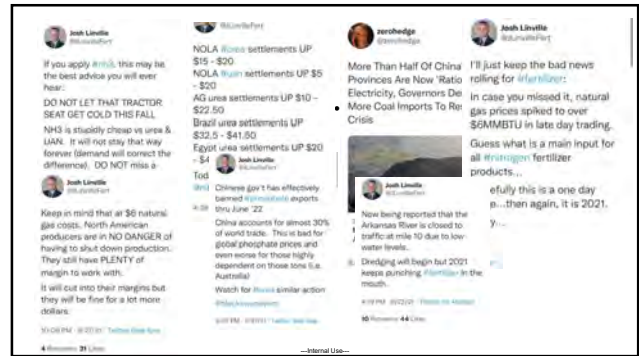 Josh Linville
@JLinvilleFert
If you apply #nh3, this may be
the best advice you will ever
hear:
DO NOT LET THAT TRACTOR
SEAT GET COLD THIS FALL
NH3 is stupidly cheap vs urea &
UAN. It will not stay that way
forever (demand will correct the
difference). DO NOT miss a
Josh Linville
Keep in mind that at $6 natural
gas costs, North American
producers are in NO DANGER of
having to shut down production.
They still have PLENTY of
margin to work with.
It will cut into their margins but
they will be fine for a lot more
dollars.
4 Retweets 31 Likes
@JLinvilleFert
NOLA #urea settlements UP
$15 - $20
NOLA #uan settlements UP $5
- $20
AG urea settlements UP $10 -
$22.50
Brazil urea settlements UP
$32.5 - $41.50
Egypt urea settlements UP $20
- $4
Tod
Josh Linville
Chinese gov't has effectively
banned #phosphate exports
thru June '22
China accounts for almost 30%
of world trade. This is bad for
global phosphate prices and
even worse for those highly
dependent on those tons (i.e.
Australia)
Watch for #urea similar action
zerohedge
@zerohedge
More Than Half Of China'
Provinces Are Now 'Ratio
Electricity, Governors De
More Coal Imports To Re
Crisis
Josh Linville
Now being reported that the
Arkansas River is closed to
traffic at mile 10 due to low-
water levels.
Dredging will begin but 2021
keeps punching #fertilizer in the
mouth.
10 Retweets 44 Likes
Josh Linville
@JLinvilleFert
I'll just keep the bad news
rolling for #fertilizer:
In case you missed it, natural
gas prices spiked to over
$6MMBTU in late day trading.
Guess what is a main input for
all #nitrogen fertilizer
products...
efully this is a one day
e...then again, it is 2021.
y...
---Internal Use---